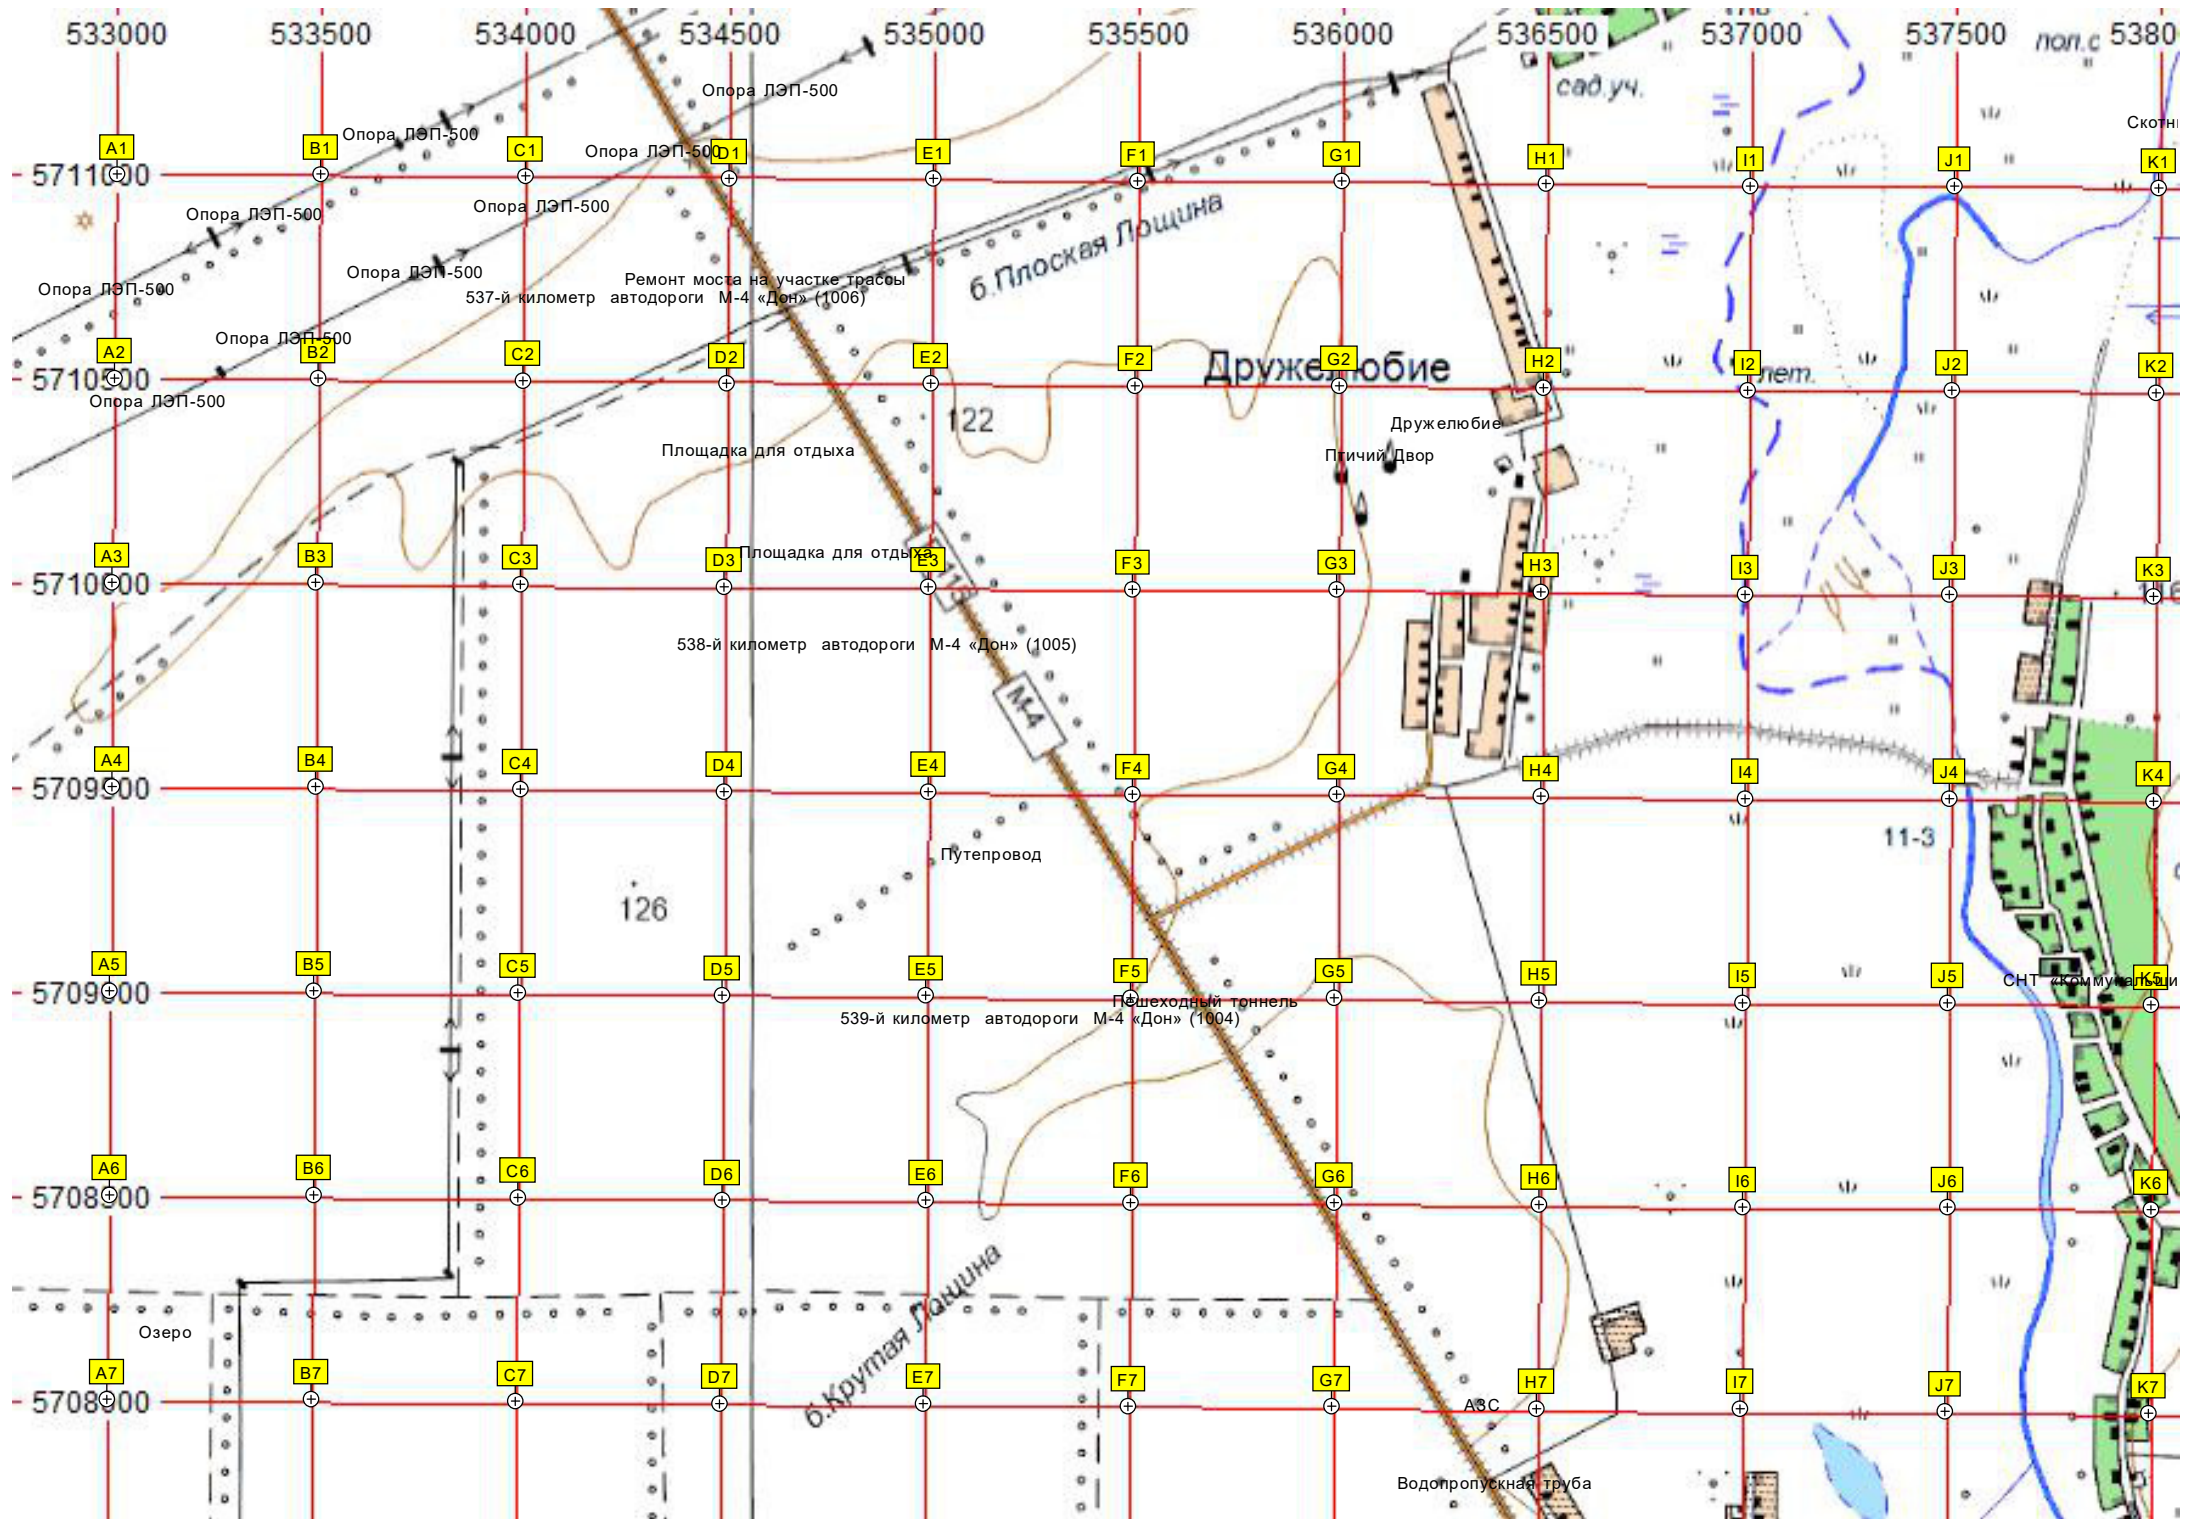 533000 533500 534000 534500 535000 535500 536000 536500 537000 537500 5380
пол.с
сад.уч.
Опора ЛЭП-500
Опора ЛЭП-500
Опора ЛЭП-500
A1 B1 C1 D1 E1 F1 G1 H1 I1 J1 K1
5711000
Опора ЛЭП-500
Опора ЛЭП-500
б.Плоская Лощина
Опора ЛЭП-500
Опора ЛЭП-500
Ремонт моста на участке трассы
537-й километр автодороги М-4 «Дон» (1006)
Опора ЛЭП-500
A2 B2 C2 D2 E2 F2 G2 H2 I2 J2 K2
Дружелюбие
лет.
5710500
Опора ЛЭП-500
122
Дружелюбие
Площадка для отдыха
Птичий Двор
Площадка для отдыха
A3 B3 C3 D3 E3 F3 G3 H3 I3 J3 K3
5710000
538-й километр автодороги М-4 «Дон» (1005)
М-4
A4 B4 C4 D4 E4 F4 G4 H4 I4 J4 K4
5709500
11-3
Путепровод
126
A5 B5 C5 D5 E5 F5 G5 H5 I5 J5 K5
СНТ «Коммунальщи
5709000
Пешеходный тоннель
539-й километр автодороги М-4 «Дон» (1004)
A6 B6 C6 D6 E6 F6 G6 H6 I6 J6 K6
5708500
б.Крутая Лощина
Озеро
A7 B7 C7 D7 E7 F7 G7 H7 I7 J7 K7
5708000
АЗС
Водопропускная труба